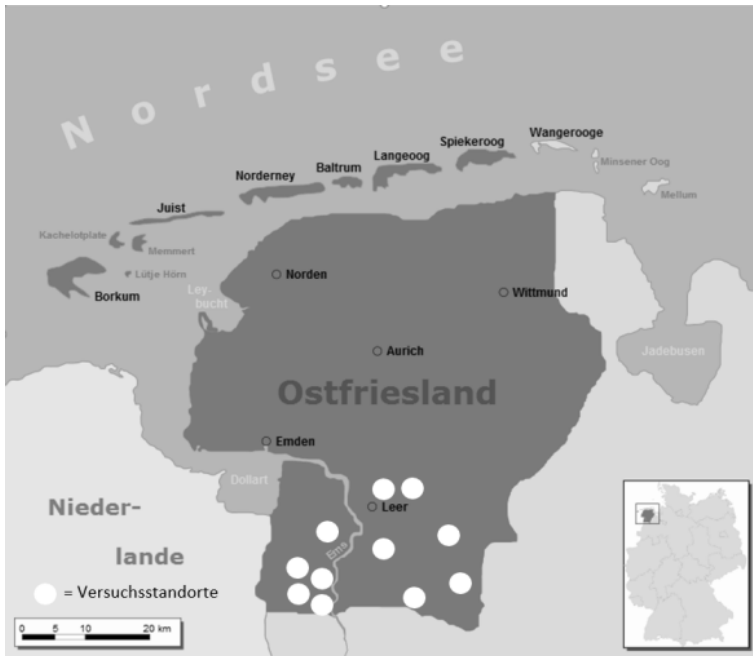 Nordsee
Wangerooge
Spiekeroog
Langeoog
Minsener Oog
Baltrum
Norderney
Mellum
Juist
Kachelotplate
Memmert
Lütje Hörn
Borkum
Norden
Ley-
bucht
Wittmund
Aurich
Jadebusen
Ostfriesland
Emden
Dollart
Leer
Nieder-
lande
Ems
= Versuchsstandorte
0 5 10 20 km